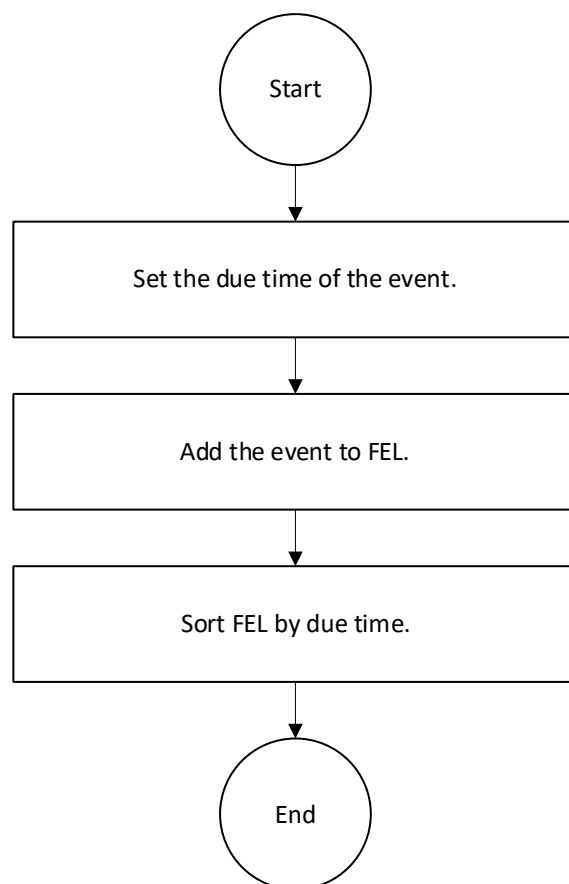 Start
Set the due time of the event.
Add the event to FEL.
Sort FEL by due time.
End